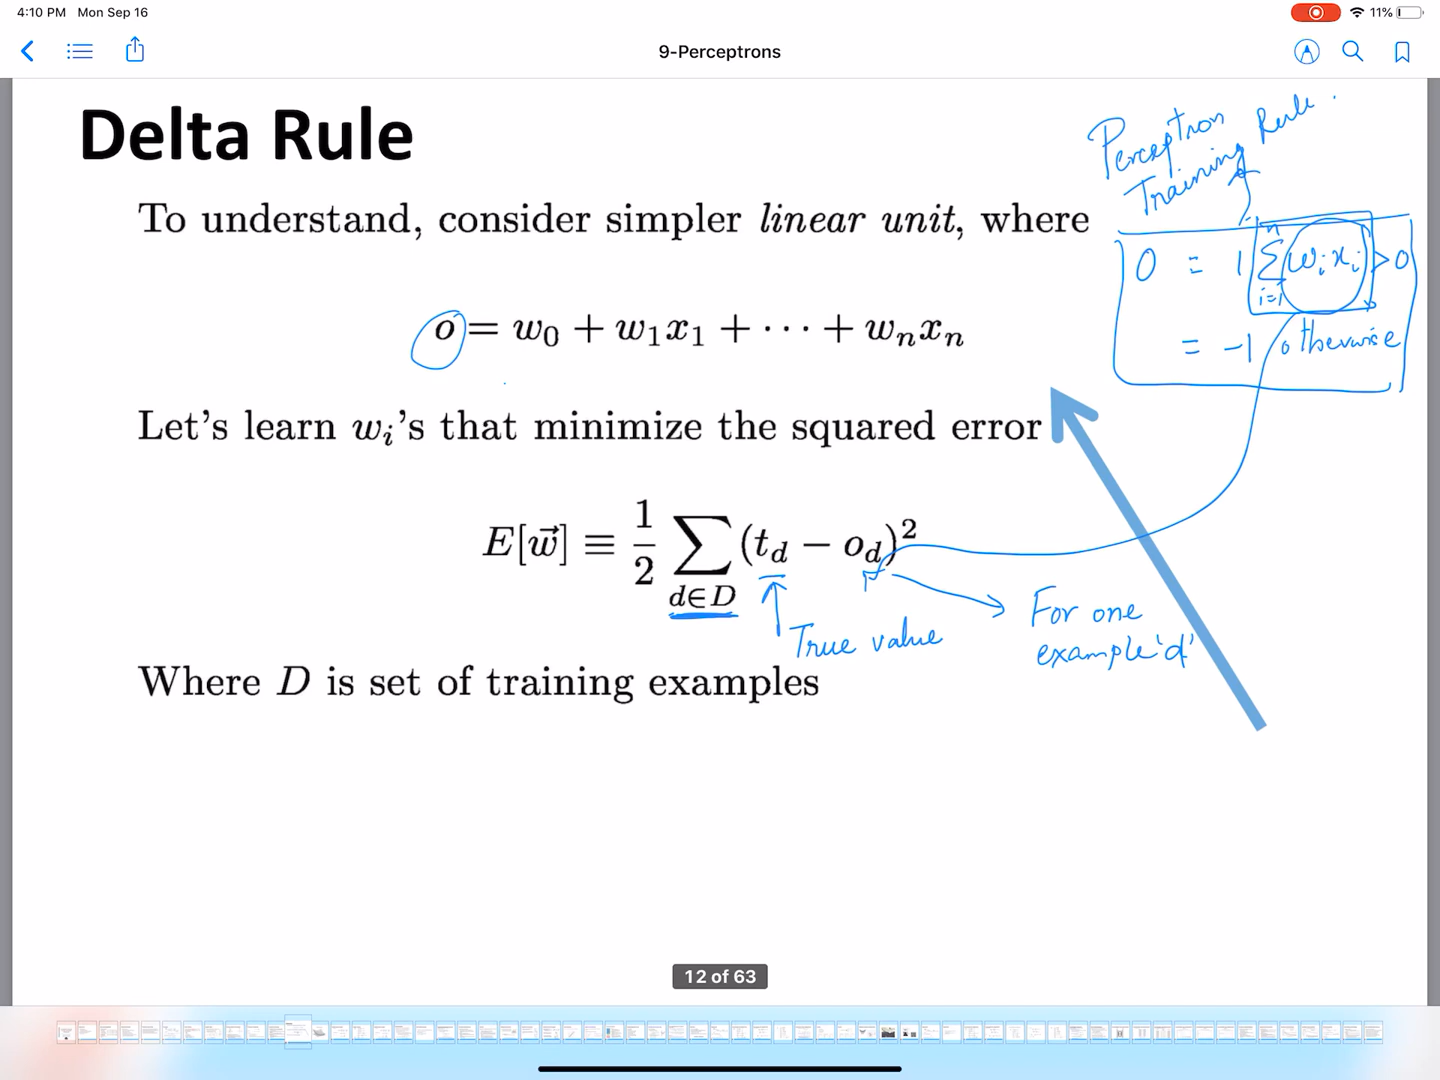 4:10 PM Mon Sep 16
11%
9-Perceptrons
Delta Rule
Perceptron
Training Rule.
To understand, consider simpler linear unit, where
o = w₀ + w₁x₁ + ··· + wₙxₙ
O = 1 Σⁿᵢ₌₁ wᵢxᵢ > 0
= -1 otherwise
Let's learn wᵢ's that minimize the squared error
E[w⃗] ≡ 1/2 Σ_{d∈D} (t_d − o_d)²
True value
For one
example 'd'
Where D is set of training examples
12 of 63